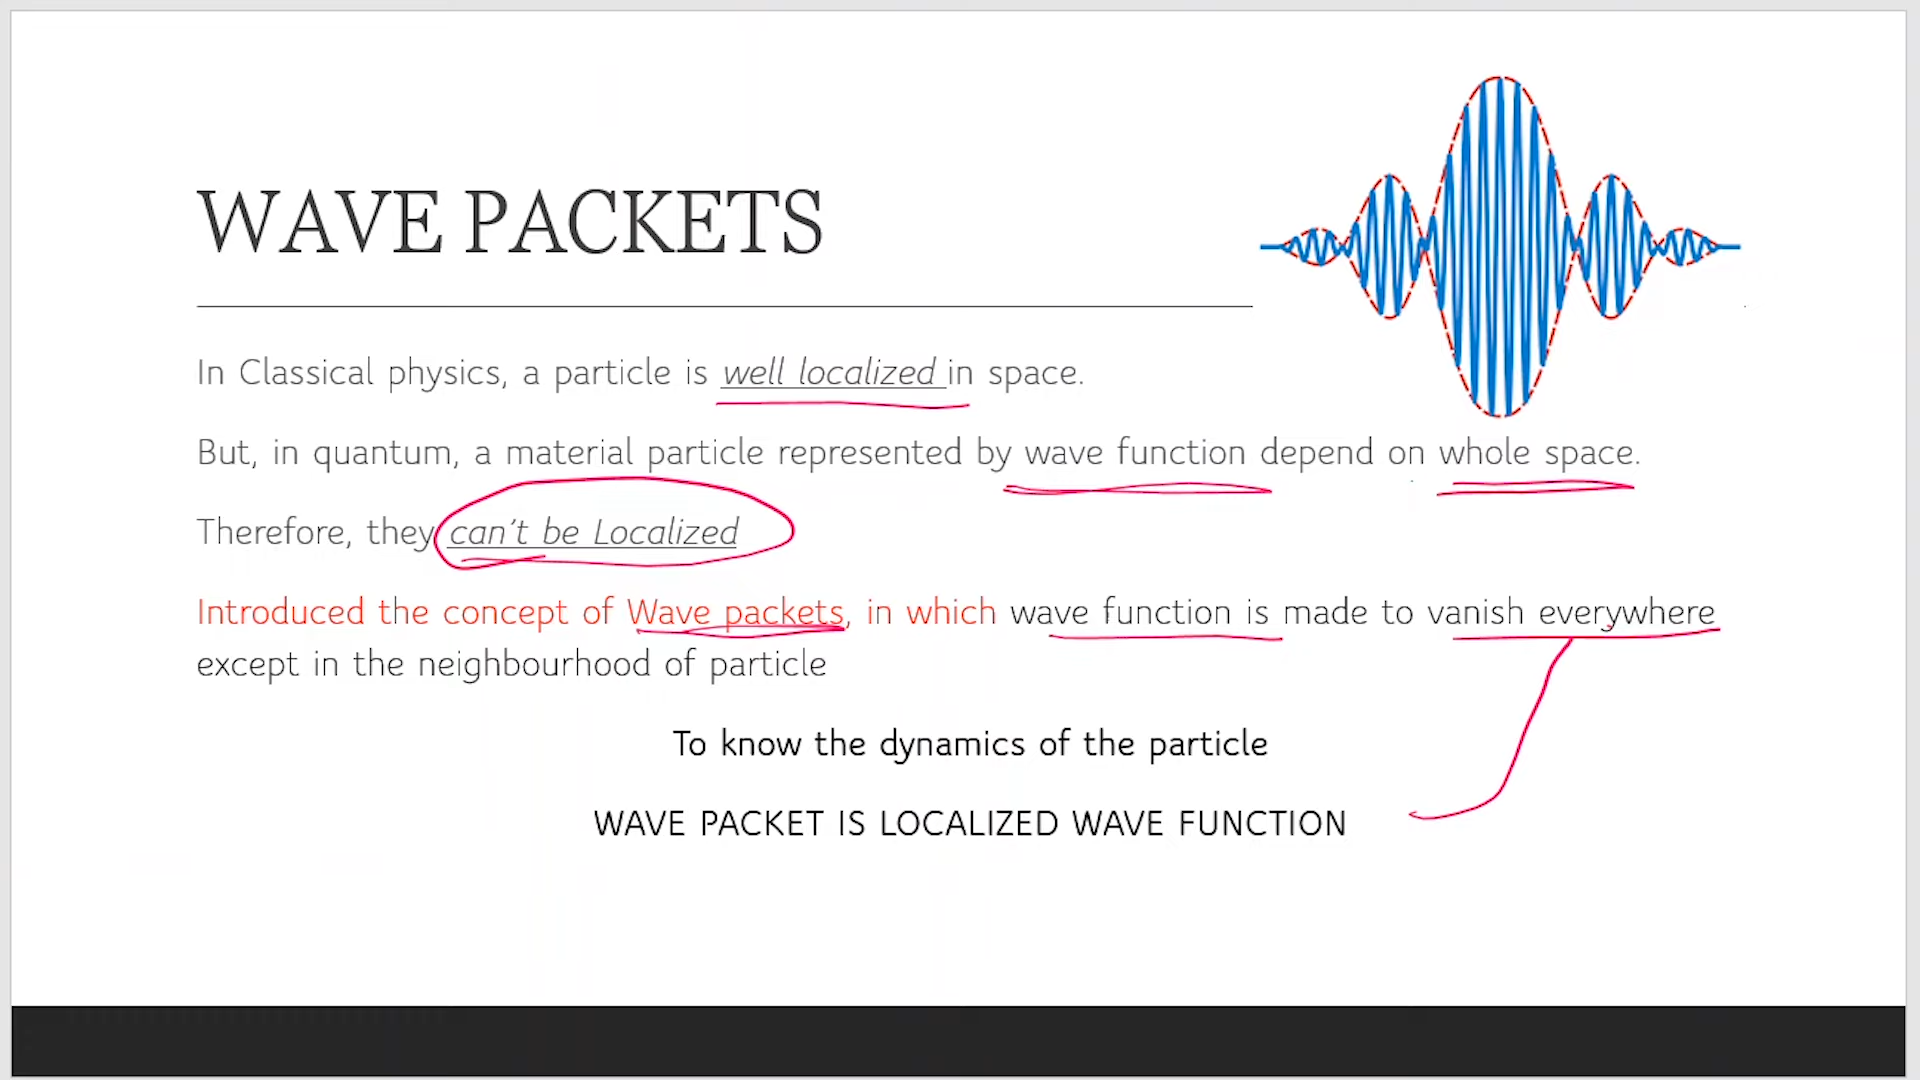 WAVE PACKETS
In Classical physics, a particle is well localized in space.
But, in quantum, a material particle represented by wave function depend on whole space.
Therefore, they can't be Localized
Introduced the concept of Wave packets, in which wave function is made to vanish everywhere
except in the neighbourhood of particle
To know the dynamics of the particle
WAVE PACKET IS LOCALIZED WAVE FUNCTION